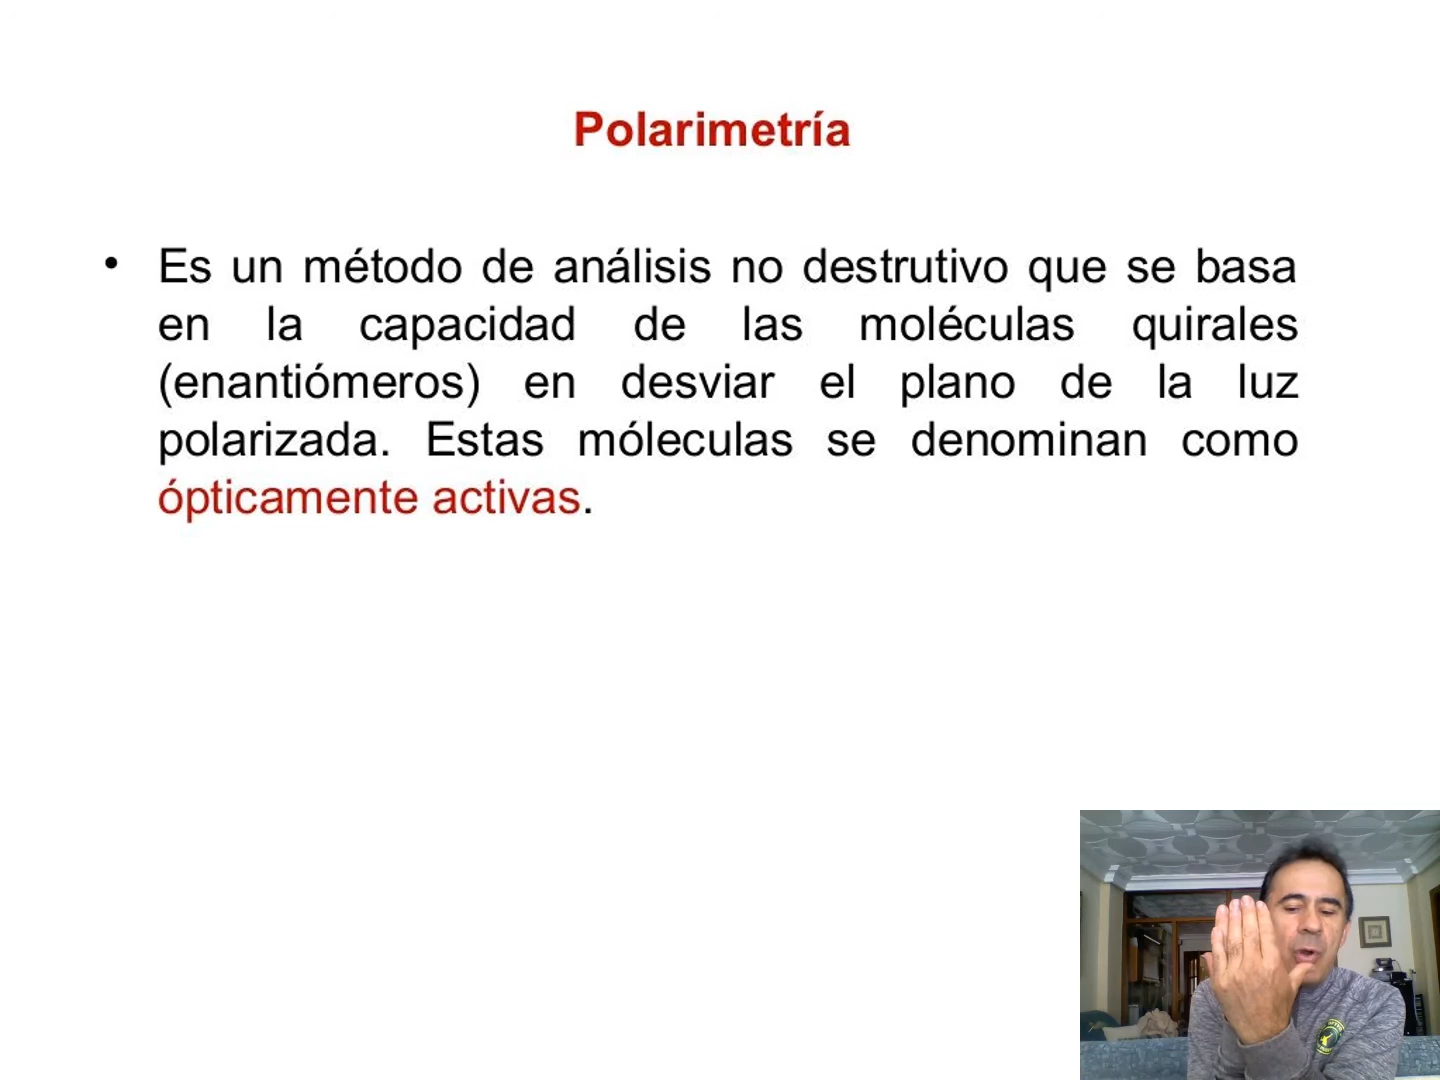 Polarimetría
• Es un método de análisis no destrutivo que se basa
en la capacidad de las moléculas quirales
(enantiómeros) en desviar el plano de la luz
polarizada. Estas móleculas se denominan como
ópticamente activas.